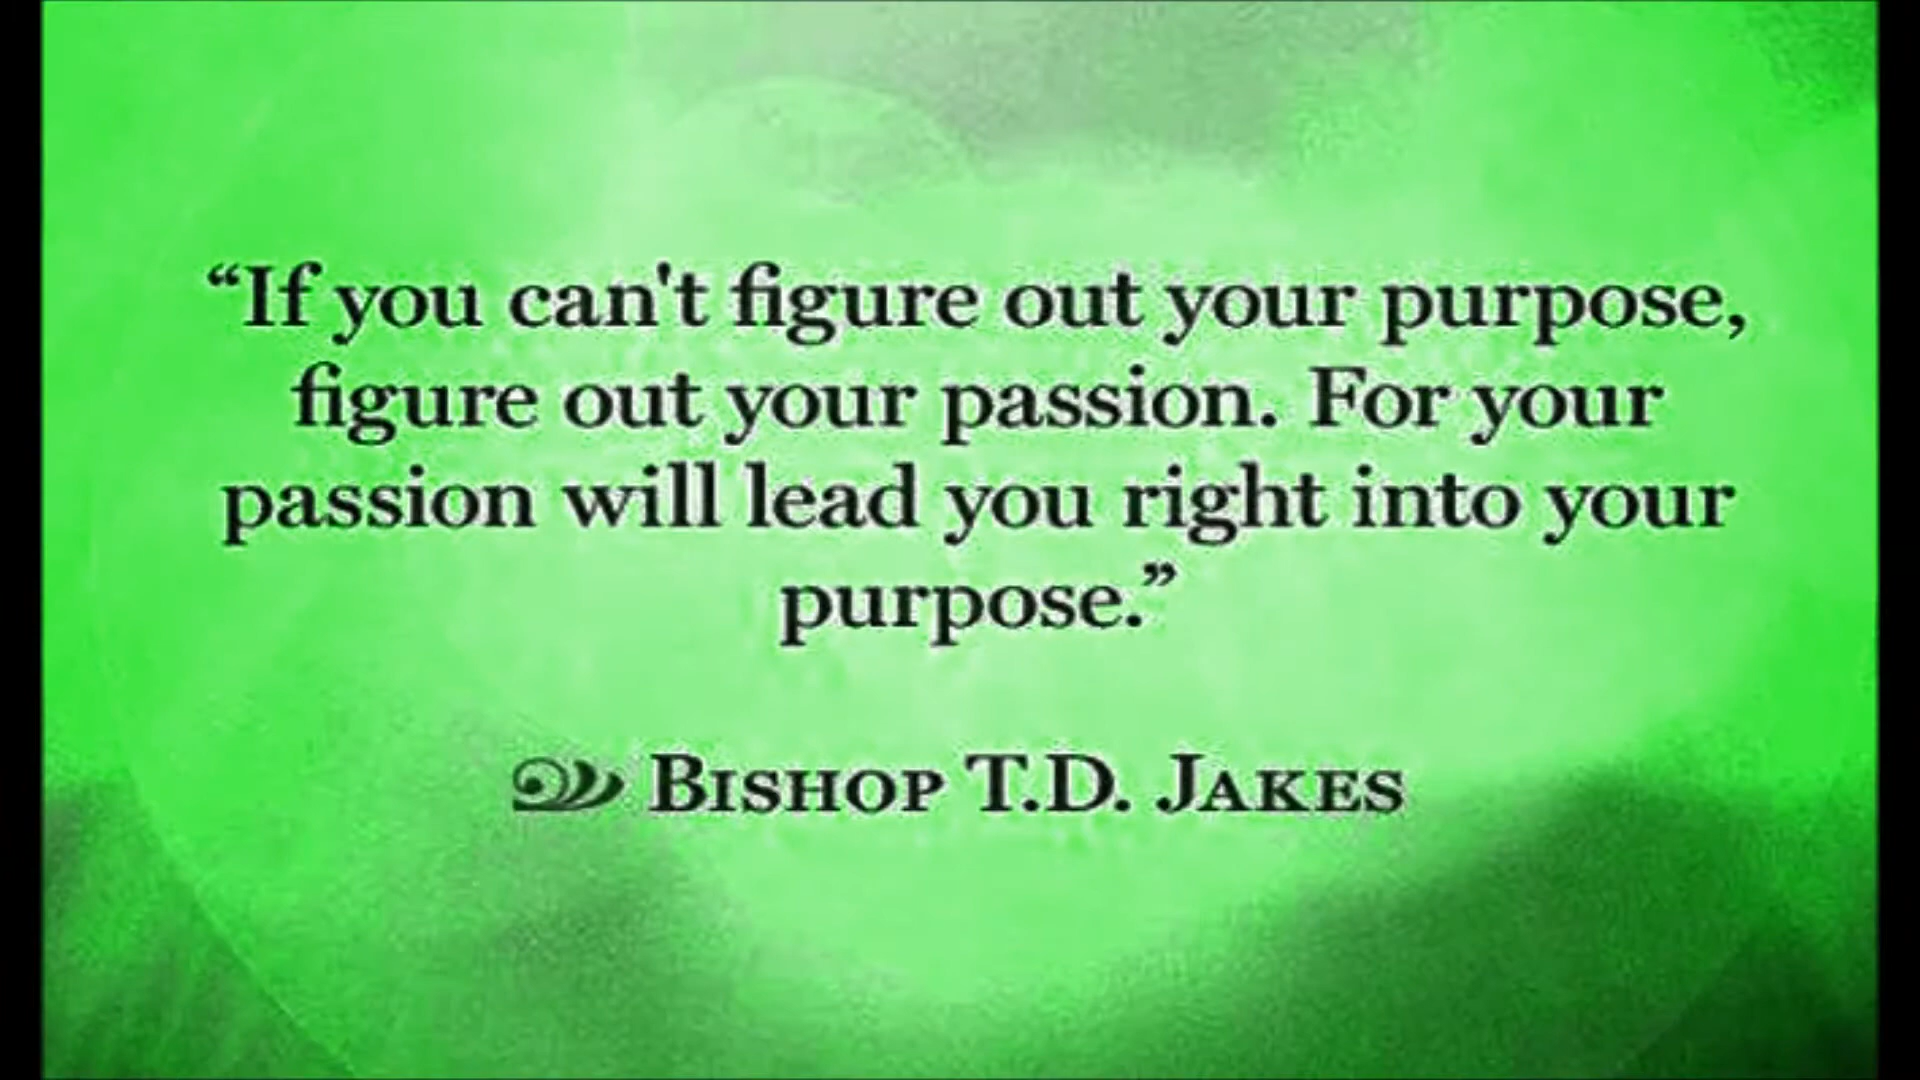 “If you can't figure out your purpose,
figure out your passion. For your
passion will lead you right into your
purpose.”
Bishop T.D. Jakes